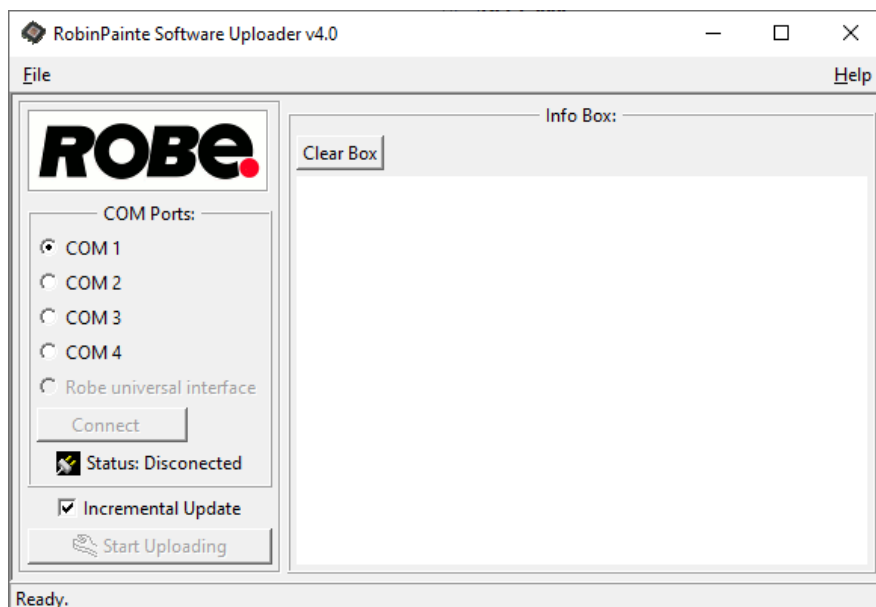 RobinPainte Software Uploader v4.0
File
Help
ROBE
Info Box:
Clear Box
COM Ports:
COM 1
COM 2
COM 3
COM 4
Robe universal interface
Connect
Status: Disconected
Incremental Update
Start Uploading
Ready.